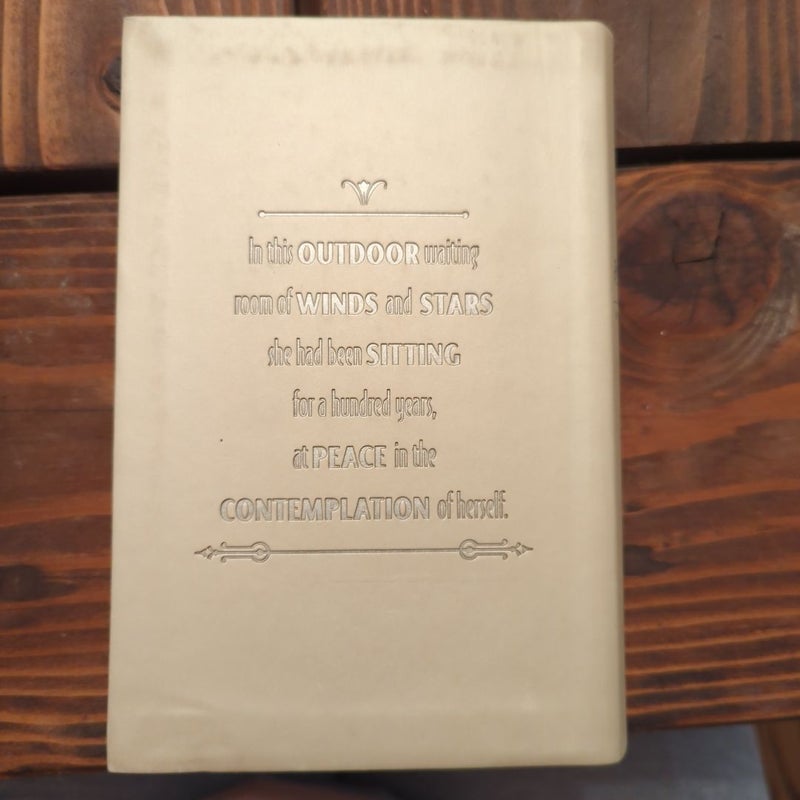 In this OUTDOOR waiting
room of WINDS and STARS
she had been SITTING
for a hundred years,
at PEACE in the
CONTEMPLATION of herself.